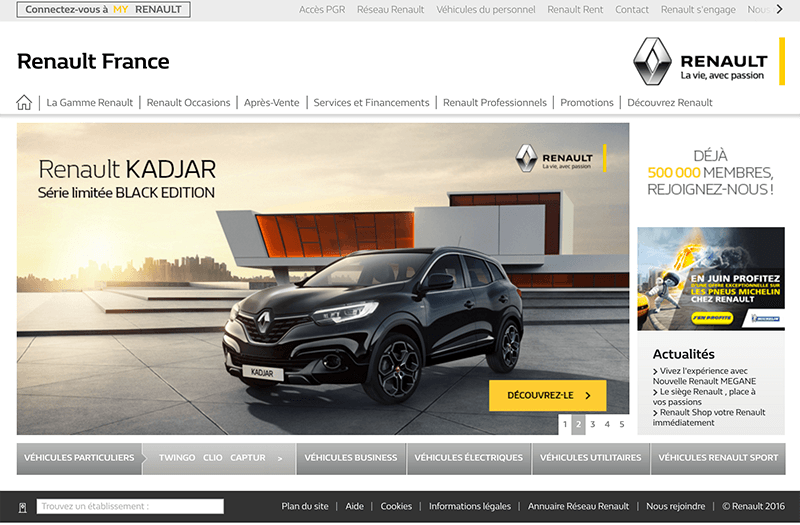 Connectez-vous à MY RENAULT
Accès PGR Réseau Renault Véhicules du personnel Renault Rent Contact Renault s'engage Nous
Renault France
RENAULT
La vie, avec passion
La Gamme Renault Renault Occasions Après-Vente Services et Financements Renault Professionnels Promotions Découvrez Renault
Renault KADJAR
Série limitée BLACK EDITION
RENAULT
La vie, avec passion
KADJAR
DÉCOUVREZ-LE >
1 2 3 4 5
DÉJÀ
500 000 MEMBRES,
REJOIGNEZ-NOUS !
EN JUIN PROFITEZ
D'UNE OFFRE EXCEPTIONNELLE SUR
LES PNEUS MICHELIN
CHEZ RENAULT
J'EN PROFITE
MICHELIN
Actualités
> Vivez l'expérience avec
Nouvelle Renault MEGANE
> Le siège Renault , place à
vos passions
> Renault Shop votre Renault
immédiatement
VÉHICULES PARTICULIERS TWINGO CLIO CAPTUR > VÉHICULES BUSINESS VÉHICULES ÉLECTRIQUES VÉHICULES UTILITAIRES VÉHICULES RENAULT SPORT
Trouvez un établissement :
Plan du site Aide Cookies Informations légales Annuaire Réseau Renault Nous rejoindre © Renault 2016